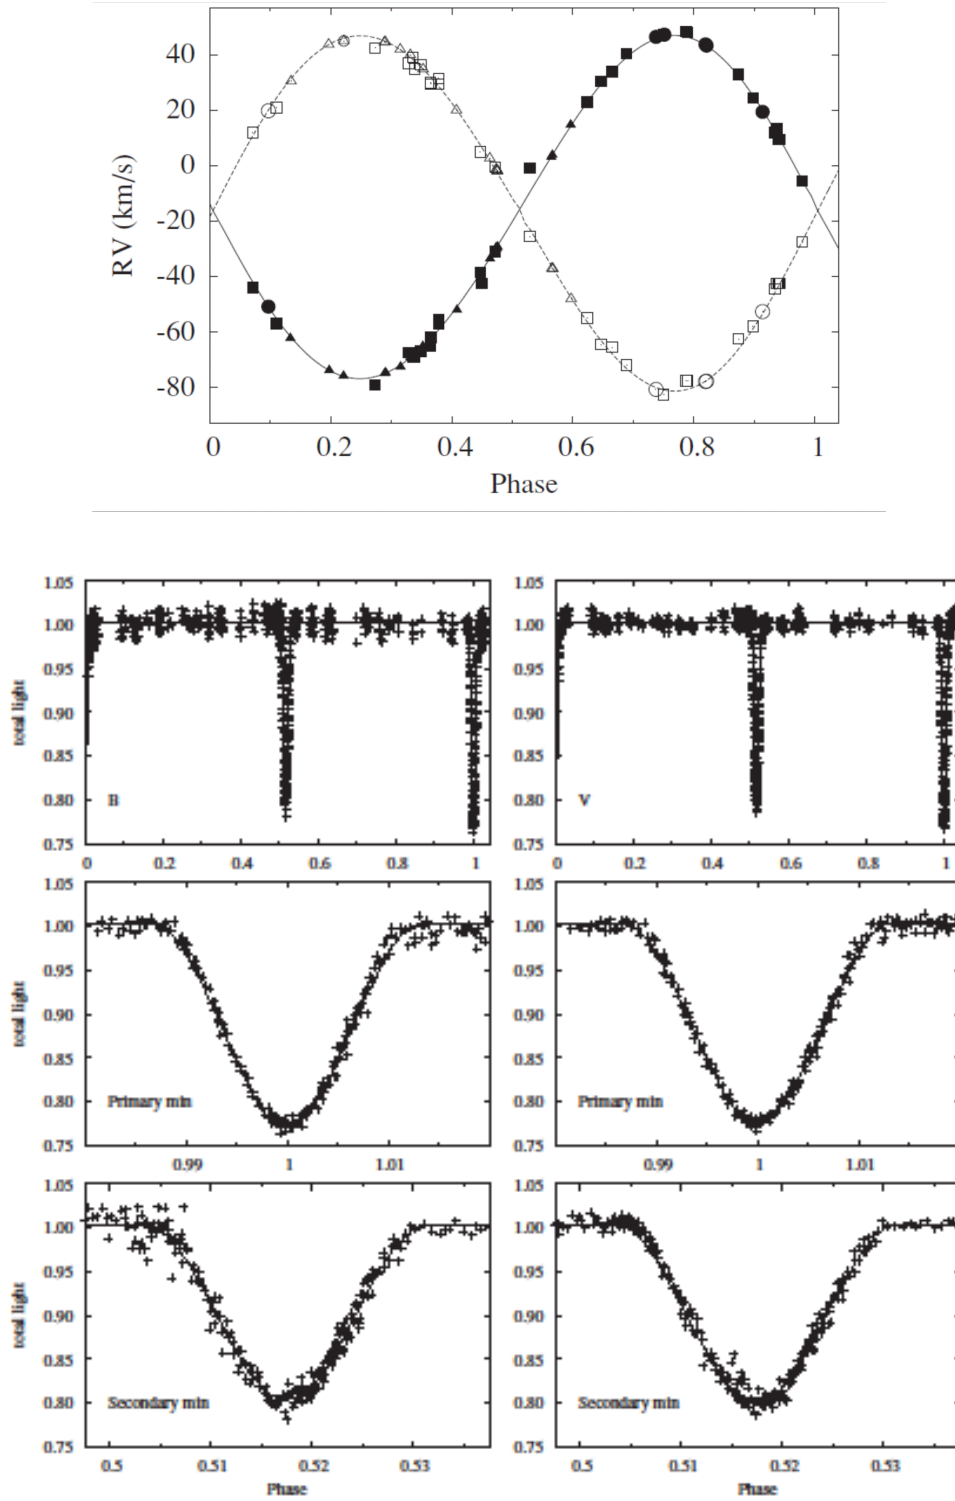 40
20
0
-20
-40
-60
-80
RV (km/s)
0 0.2 0.4 0.6 0.8 1
Phase
1.05 1.05
1.00 1.00
0.95 0.95
0.90 0.90
0.85 0.85
0.80 0.80
0.75 0.75
total light
B V
0 0.2 0.4 0.6 0.8 1 0 0.2 0.4 0.6 0.8 1
1.05 1.05
1.00 1.00
0.95 0.95
0.90 0.90
0.85 0.85
0.80 0.80
0.75 0.75
total light
Primary min Primary min
0.99 1 1.01 0.99 1 1.01
1.05 1.05
1.00 1.00
0.95 0.95
0.90 0.90
0.85 0.85
0.80 0.80
0.75 0.75
total light
Secondary min Secondary min
0.5 0.51 0.52 0.53 0.5 0.51 0.52 0.53
Phase Phase